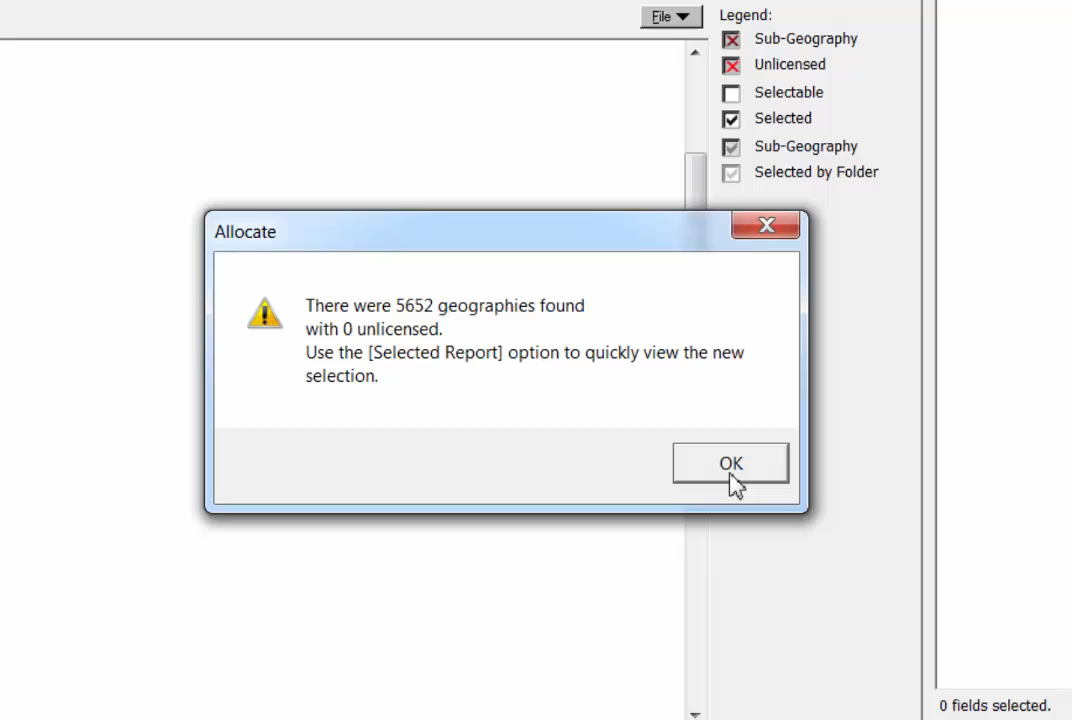 File
Legend:
Sub-Geography
Unlicensed
Selectable
Selected
Sub-Geography
Selected by Folder
Allocate
There were 5652 geographies found
with 0 unlicensed.
Use the [Selected Report] option to quickly view the new
selection.
OK
0 fields selected.